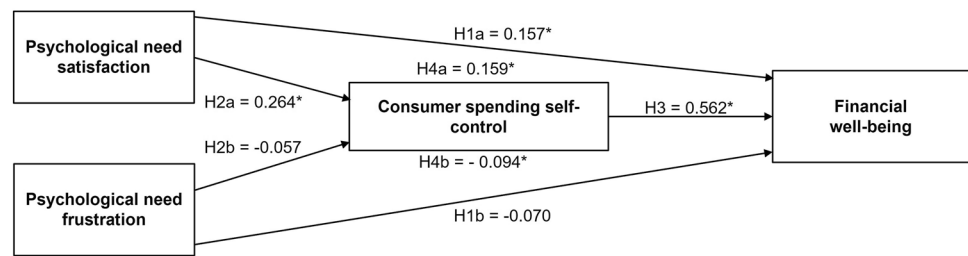 Psychological need
satisfaction
H1a = 0.157*
H4a = 0.159*
H2a = 0.264*
Consumer spending self-
control
H3 = 0.562*
Financial
well-being
H2b = -0.057
H4b = - 0.094*
Psychological need
frustration
H1b = -0.070